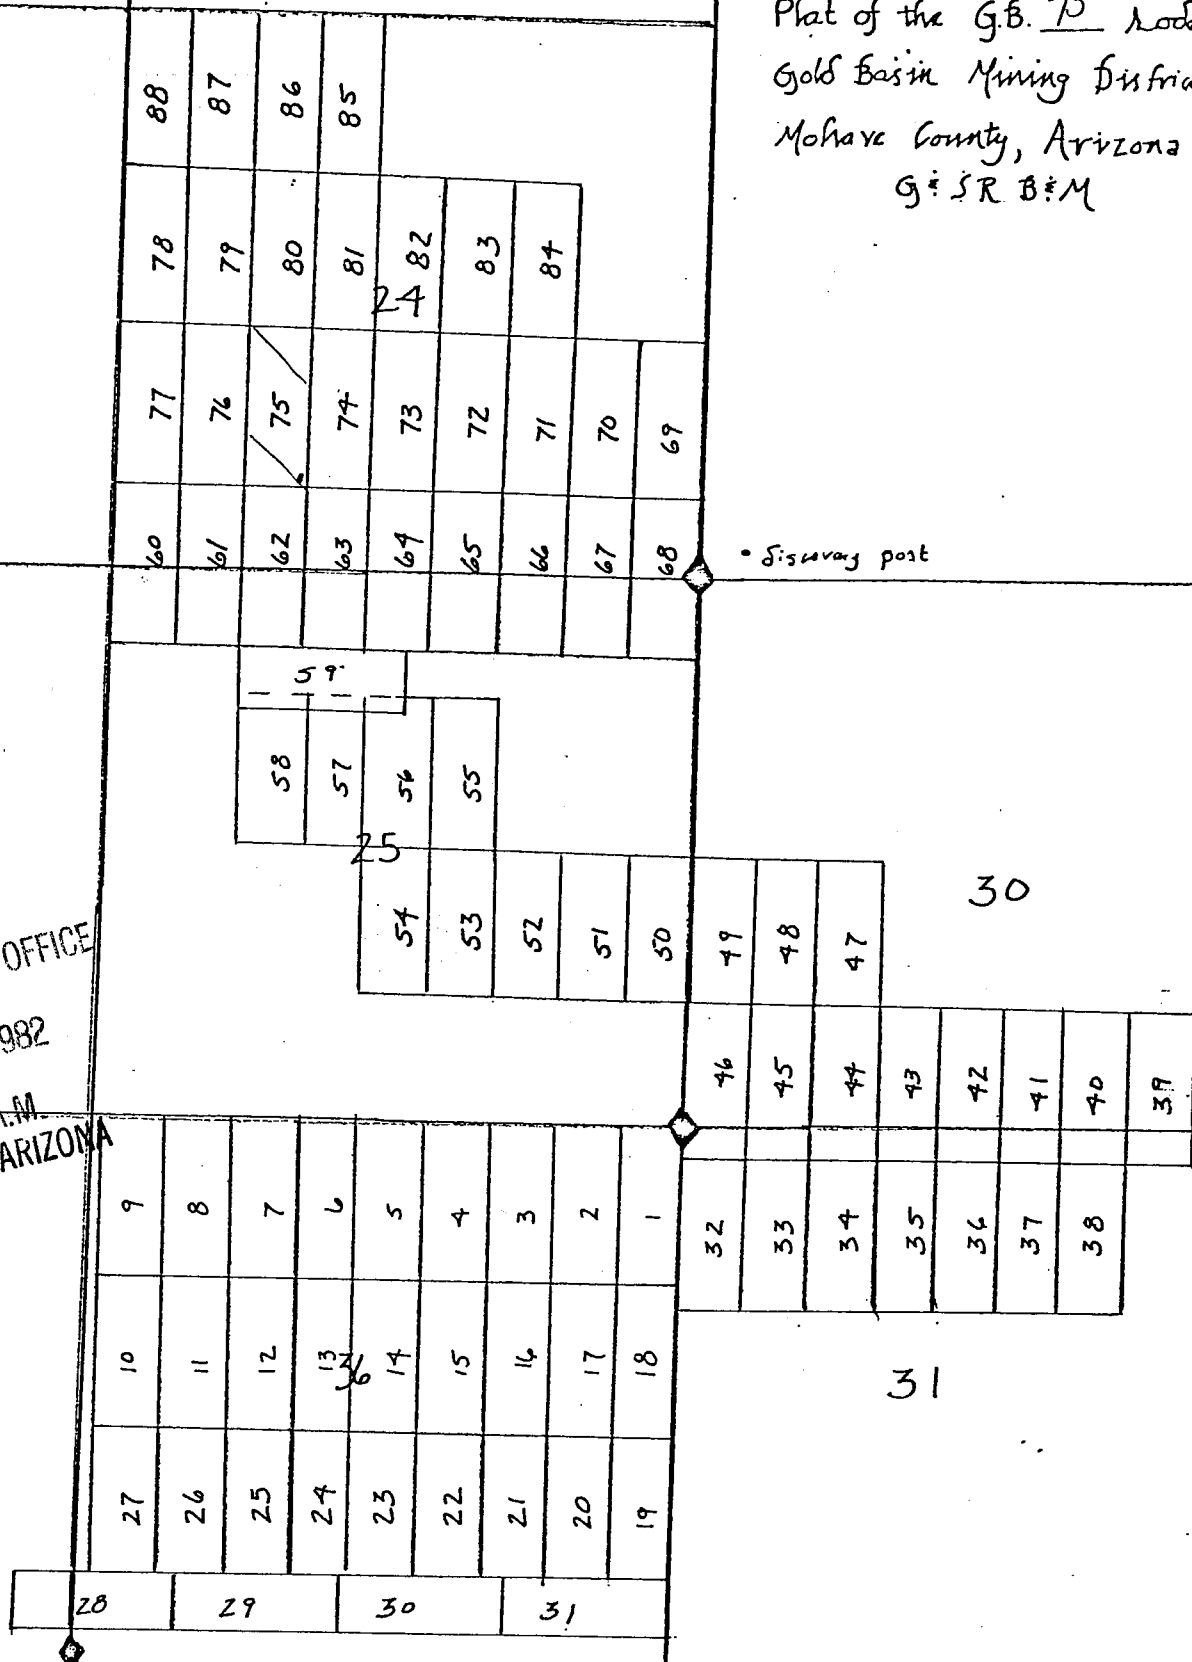 Plat of the G.B. D Lode
Gold Basin Mining District
Mohave County, Arizona
G & S R B & M
88 87 86 85
78 79 80 81 82 83 84
24
77 76 75 74 73 72 71 70 69
60 61 62 63 64 65 66 67 68
• discovery post
59
58 57 56 55
25
54 53 52 51 50 49 48 47
30
OFFICE
982
.M.
ARIZONA
46 45 44 43 42 41 40 39
9 8 7 6 5 4 3 2 1
32 33 34 35 36 37 38
10 11 12 13 14 15 16 17 18
36
31
27 26 25 24 23 22 21 20 19
28 29 30 31